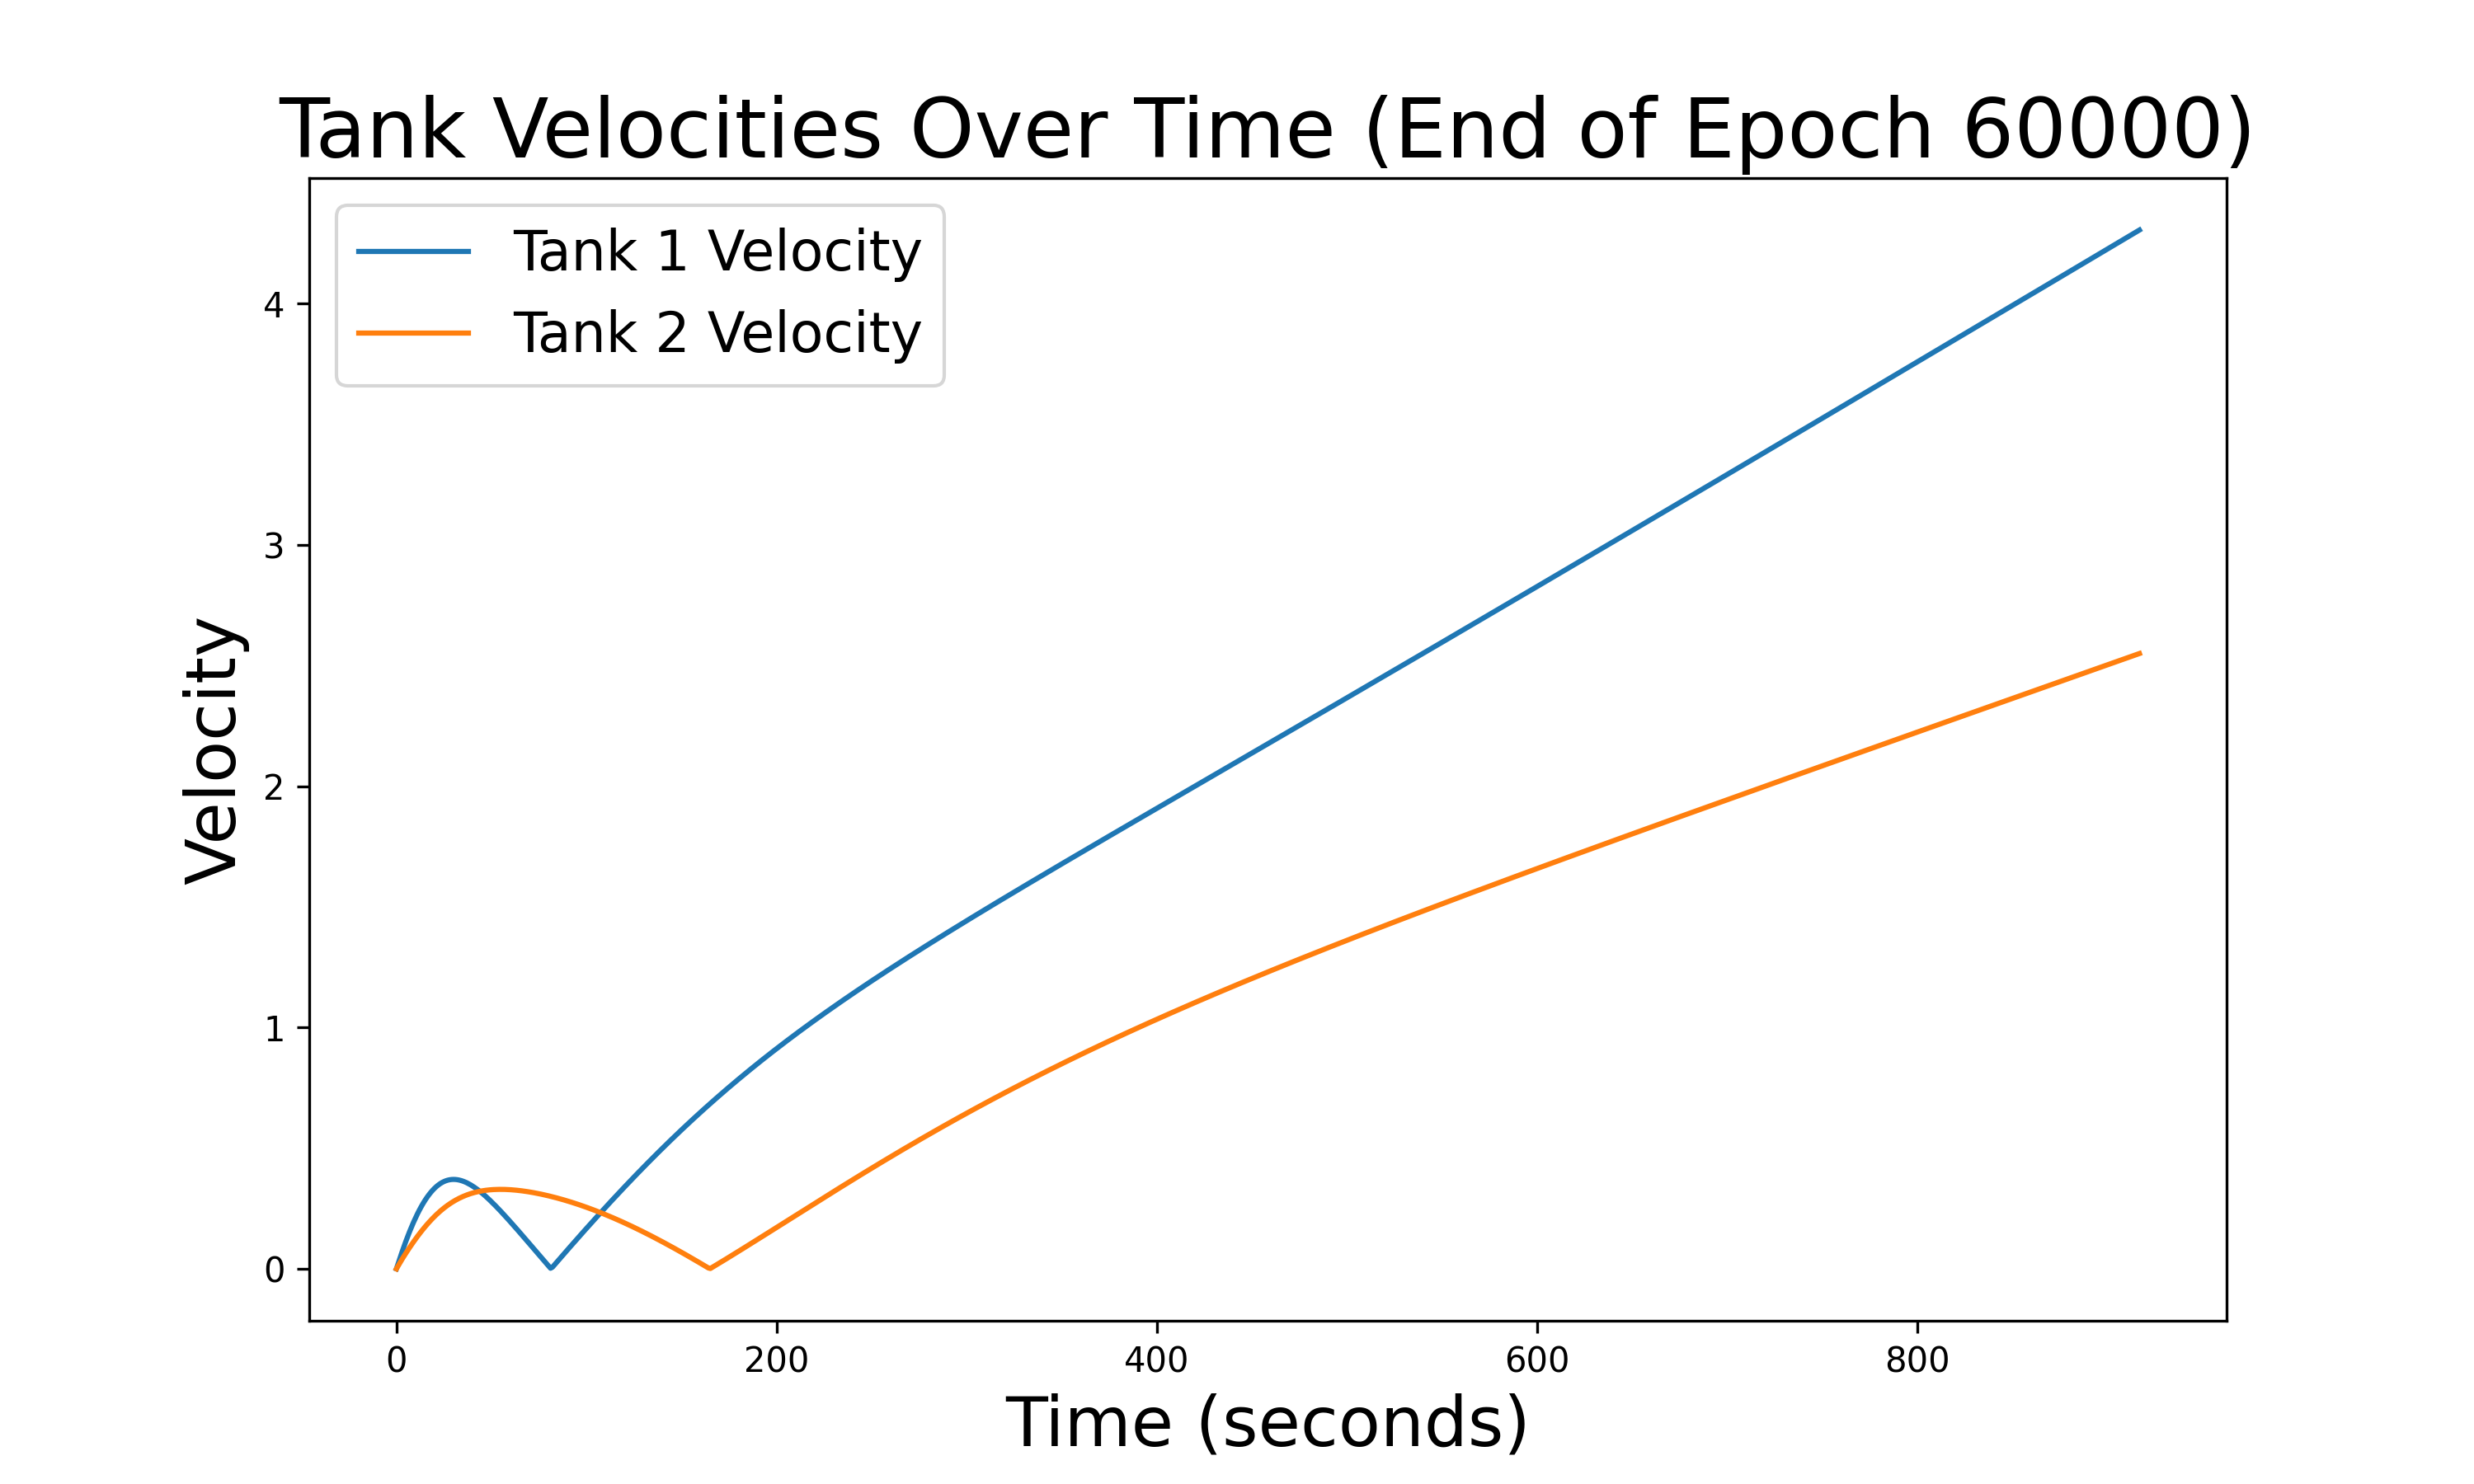 Tank Velocities Over Time (End of Epoch 60000)
Tank 1 Velocity
Tank 2 Velocity
Velocity
4
3
2
1
0
0 200 400 600 800
Time (seconds)